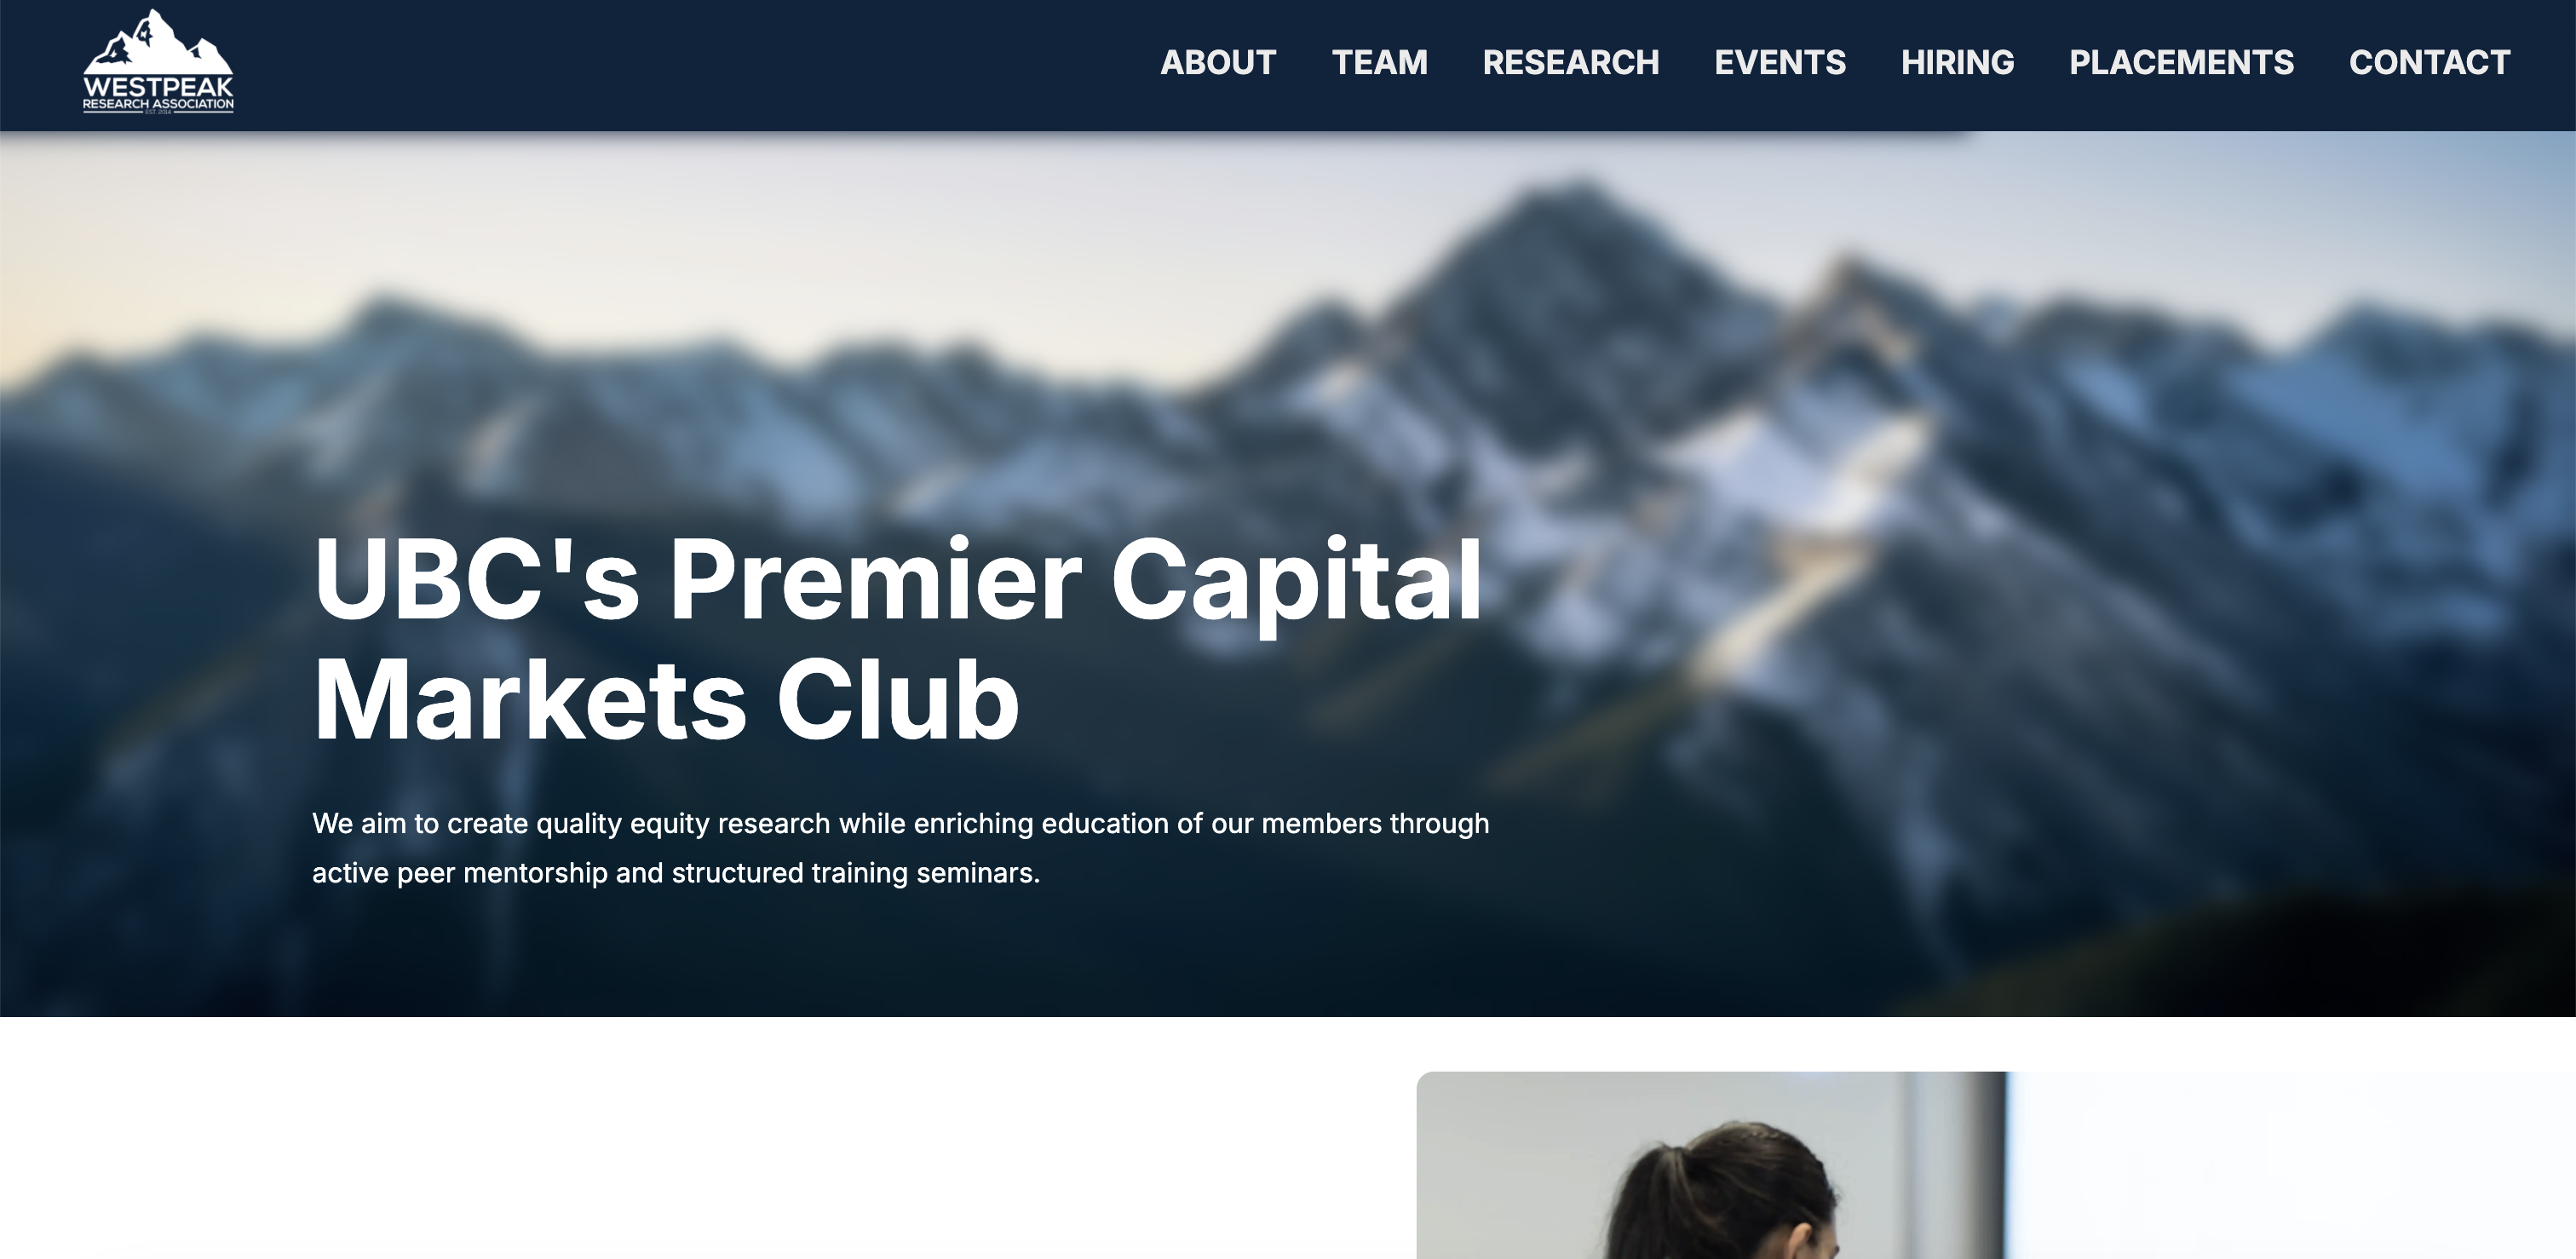 WESTPEAK
RESEARCH ASSOCIATION
EST. 2014
ABOUT TEAM RESEARCH EVENTS HIRING PLACEMENTS CONTACT
UBC's Premier Capital
Markets Club
We aim to create quality equity research while enriching education of our members through
active peer mentorship and structured training seminars.